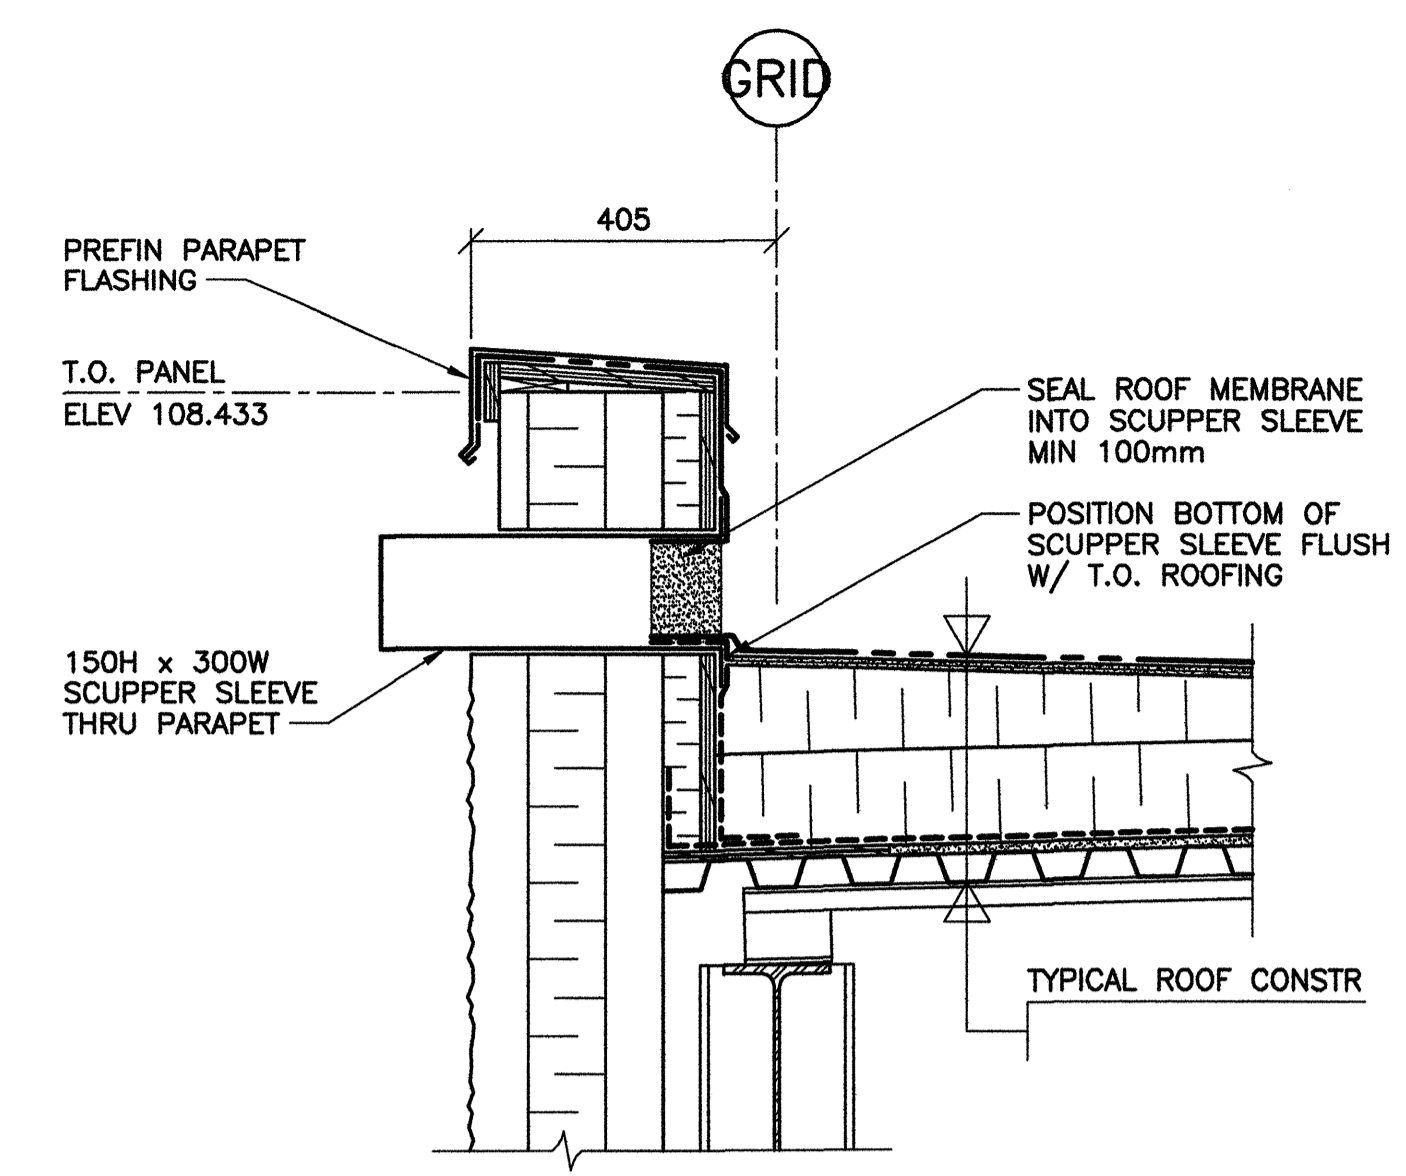 GRID
405
PREFIN PARAPET
FLASHING
T.O. PANEL
ELEV 108.433
SEAL ROOF MEMBRANE
INTO SCUPPER SLEEVE
MIN 100mm
POSITION BOTTOM OF
SCUPPER SLEEVE FLUSH
W/ T.O. ROOFING
150H x 300W
SCUPPER SLEEVE
THRU PARAPET
TYPICAL ROOF CONSTR